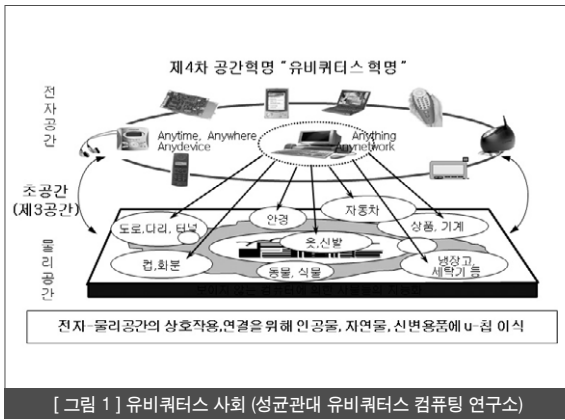 제4차 공간혁명 "유비쿼터스 혁명"
전자공간
Anytime, Anywhere
Anydevice
Anything
Anynetwork
초공간
(제3공간)
물리공간
도로,다리, 터널
안경
자동차
상품, 기계
옷,신발
컵,화분
동물, 식물
냉장고,
세탁기 등
전자-물리공간의 상호작용,연결을 위해 인공물, 자연물, 신변용품에 u-칩 이식
[ 그림 1 ] 유비쿼터스 사회 (성균관대 유비쿼터스 컴퓨팅 연구소)